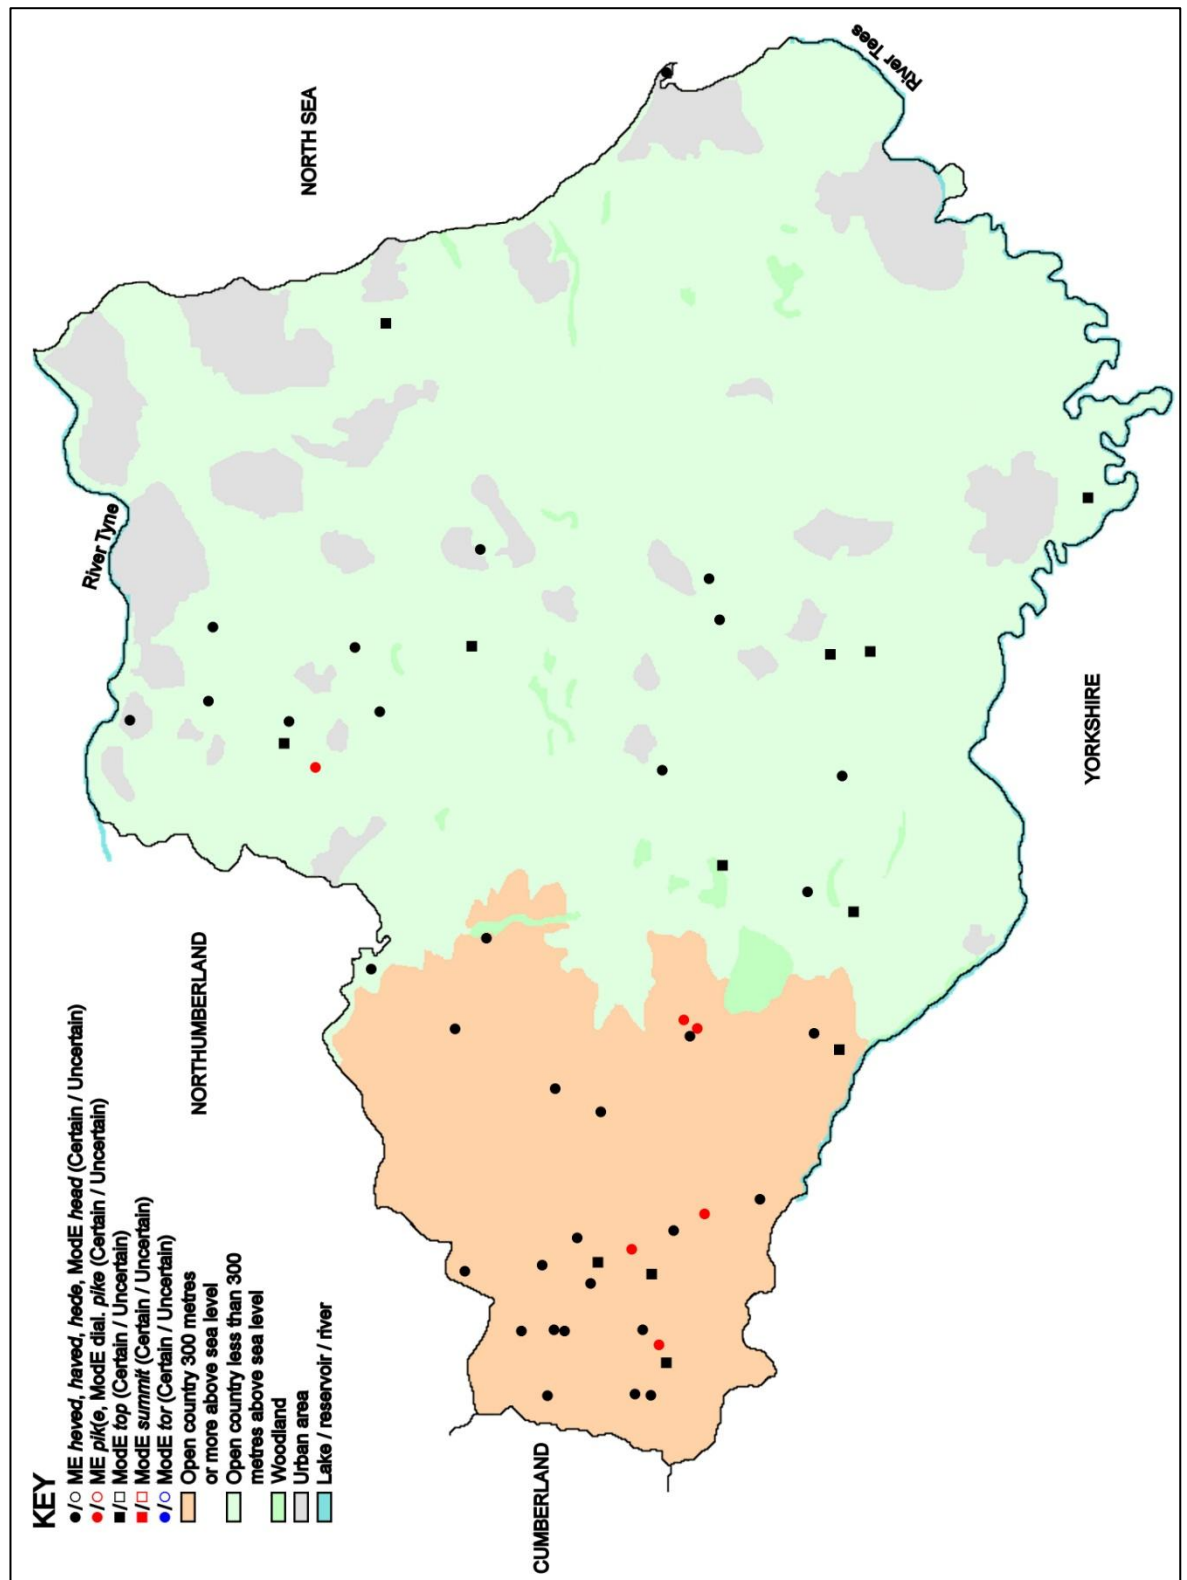 KEY
●/○ ME heved, haved, hede, ModE head (Certain / Uncertain)
●/○ ME pik(e, ModE dial. pike (Certain / Uncertain)
■/□ ModE top (Certain / Uncertain)
■/□ ModE summit (Certain / Uncertain)
●/○ ModE tor (Certain / Uncertain)
Open country 300 metres
or more above sea level
Open country less than 300
metres above sea level
Woodland
Urban area
Lake / reservoir / river
NORTHUMBERLAND
River Tyne
NORTH SEA
River Tees
CUMBERLAND
YORKSHIRE